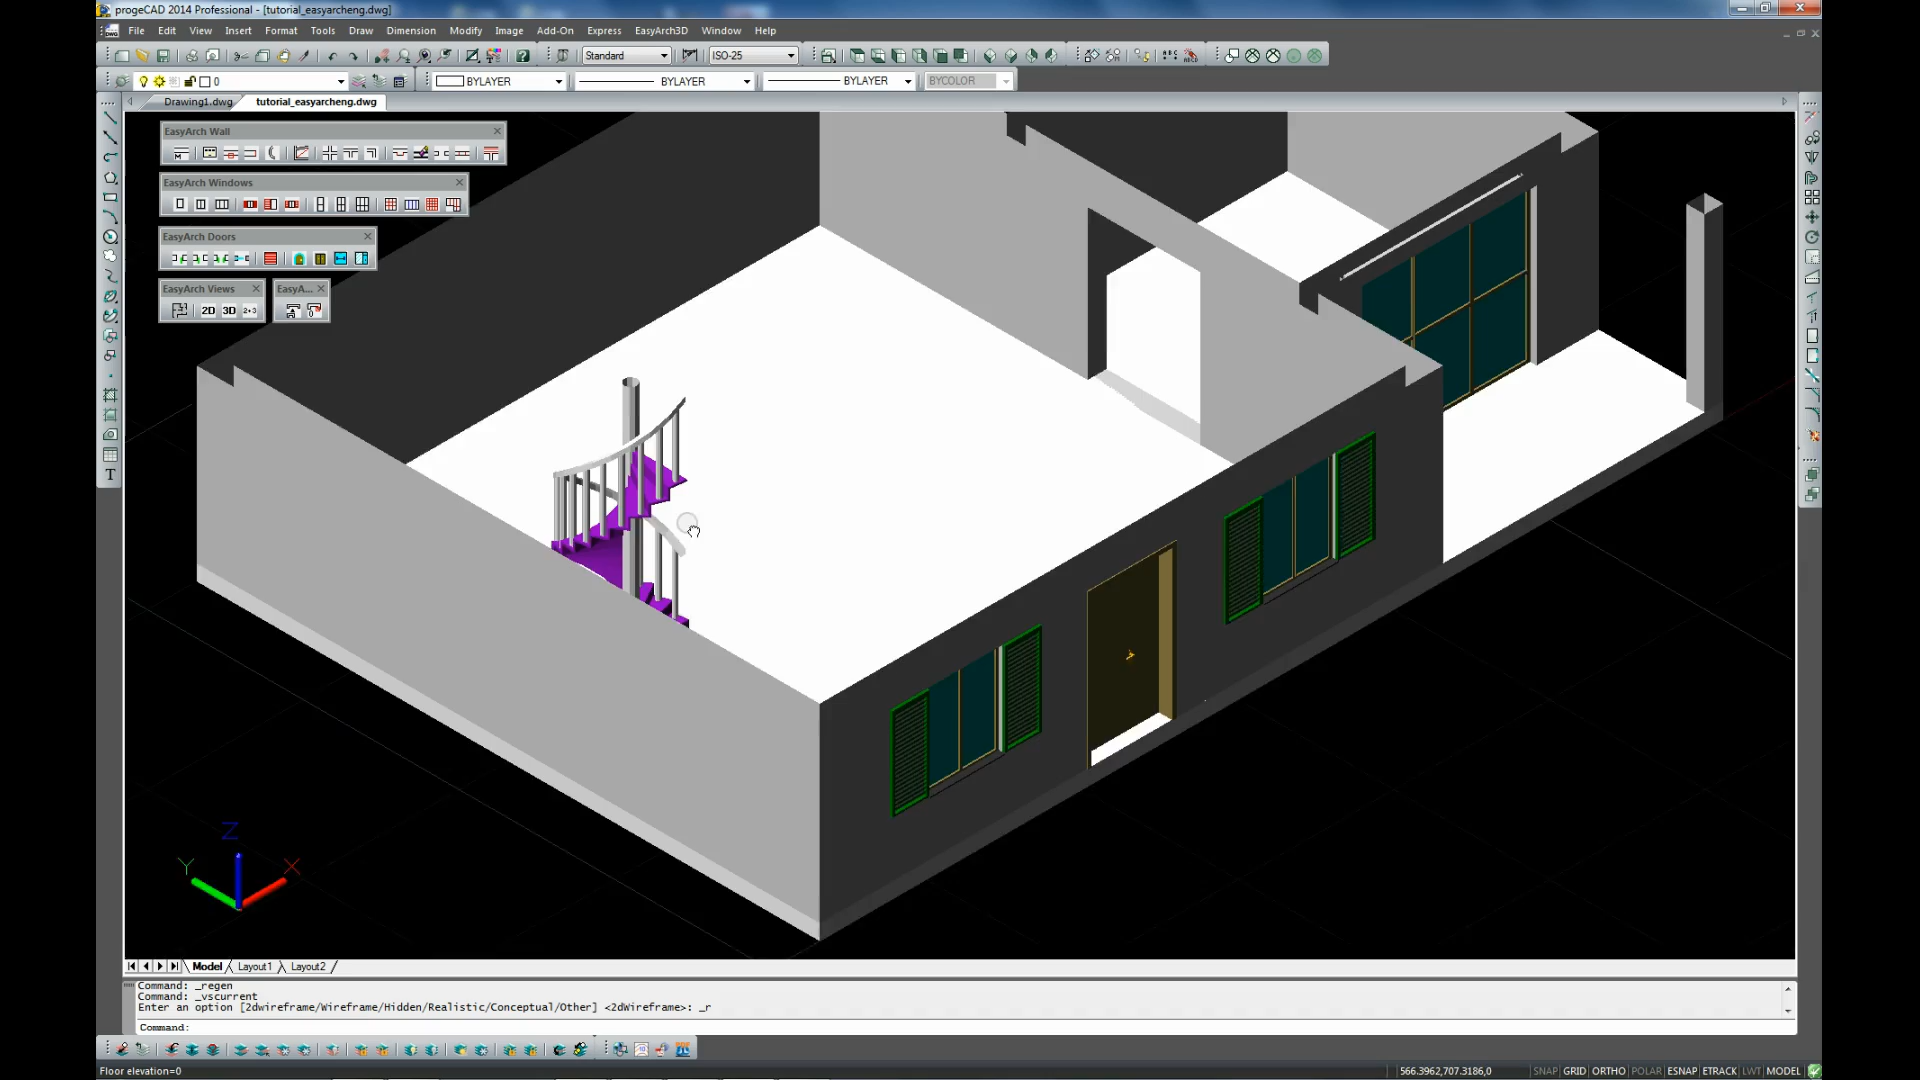 progeCAD 2014 Professional - [tutorial_easyarcheng.dwg]
File Edit View Insert Format Tools Draw Dimension Modify Image Add-On Express EasyArch3D Window Help
Standard ISO-25
0 BYLAYER BYLAYER BYLAYER BYCOLOR
Drawing1.dwg tutorial_easyarcheng.dwg
EasyArch Wall
EasyArch Windows
EasyArch Doors
EasyArch Views EasyA...
2D 3D 2+3
T
Z
Y X
Model Layout1 Layout2
Command: _regen
Command: _vscurrent
Enter an option [2dwireframe/Wireframe/Hidden/Realistic/Conceptual/Other] <2dWireframe>: _r
Command:
Floor elevation=0 566.3962,707.3186,0 SNAP GRID ORTHO POLAR ESNAP ETRACK LWT MODEL